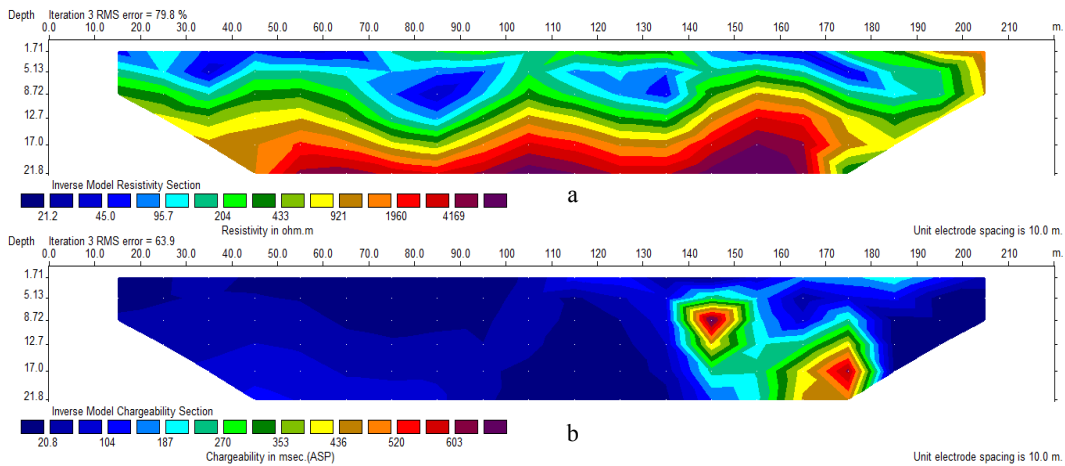 Depth Iteration 3 RMS error = 79.8 %
0.0 10.0 20.0 30.0 40.0 50.0 60.0 70.0 80.0 90.0 100 110 120 130 140 150 160 170 180 190 200 210 m.
1.71
5.13
8.72
12.7
17.0
21.8
Inverse Model Resistivity Section
21.2 45.0 95.7 204 433 921 1960 4169
Resistivity in ohm.m
a
Unit electrode spacing is 10.0 m.
Depth Iteration 3 RMS error = 63.9
0.0 10.0 20.0 30.0 40.0 50.0 60.0 70.0 80.0 90.0 100 110 120 130 140 150 160 170 180 190 200 210 m.
1.71
5.13
8.72
12.7
17.0
21.8
Inverse Model Chargeability Section
20.8 104 187 270 353 436 520 603
Chargeability in msec.(ASP)
b
Unit electrode spacing is 10.0 m.